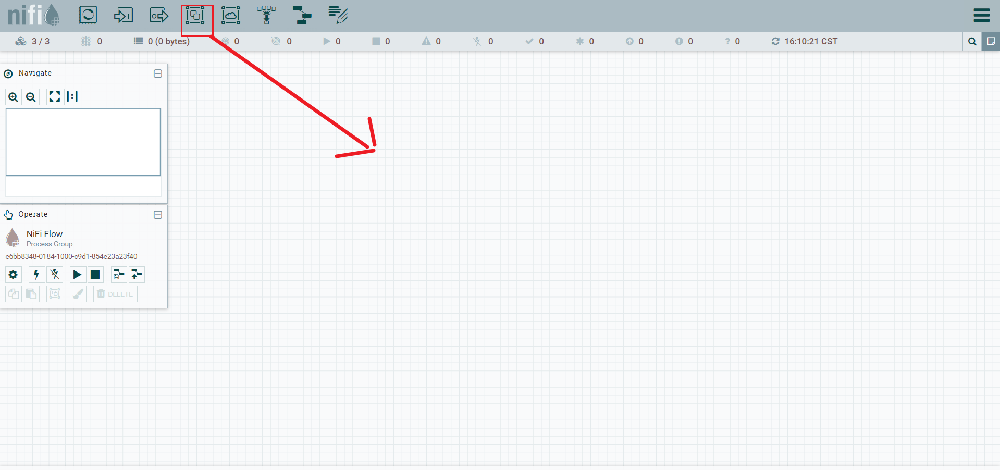 nifi
3 / 3 0 0 (0 bytes) 0 0 0 0 0 0 0 0 0 0 0 16:10:21 CST
Navigate
Operate
NiFi Flow
Process Group
e6bb8348-0184-1000-c9d1-854e23a23f40
DELETE